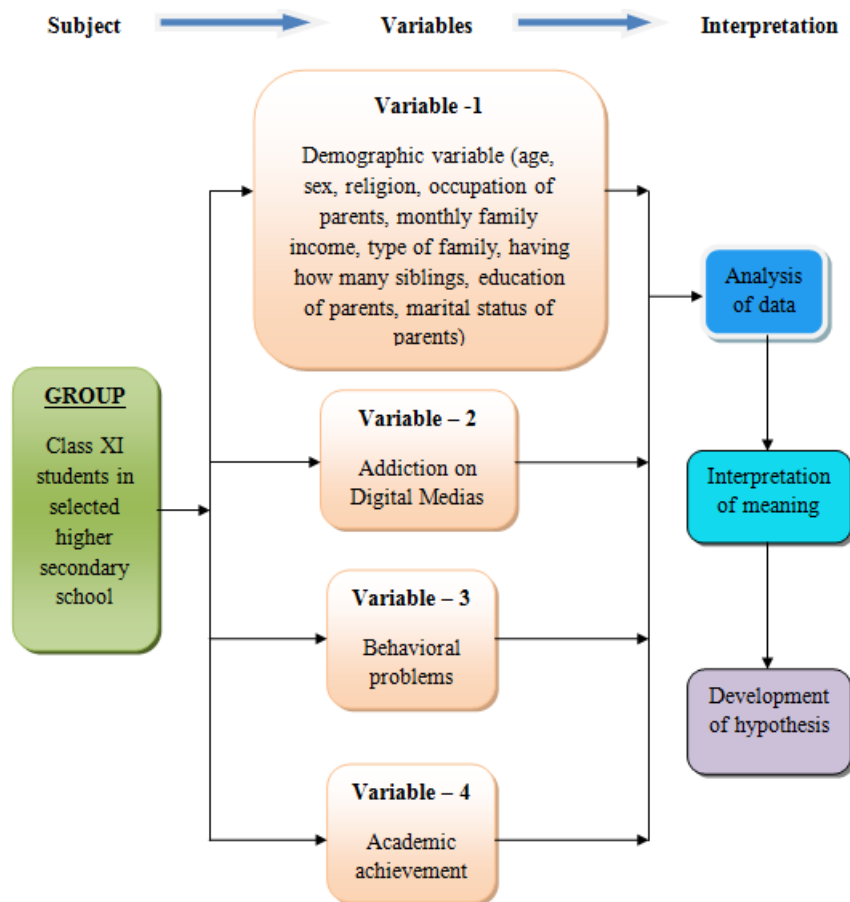 Subject
Variables
Interpretation
Variable -1
Demographic variable (age,
sex, religion, occupation of
parents, monthly family
income, type of family, having
how many siblings, education
of parents, marital status of
parents)
GROUP
Class XI
students in
selected
higher
secondary
school
Variable – 2
Addiction on
Digital Medias
Variable – 3
Behavioral
problems
Variable – 4
Academic
achievement
Analysis
of data
Interpretation
of meaning
Development
of hypothesis